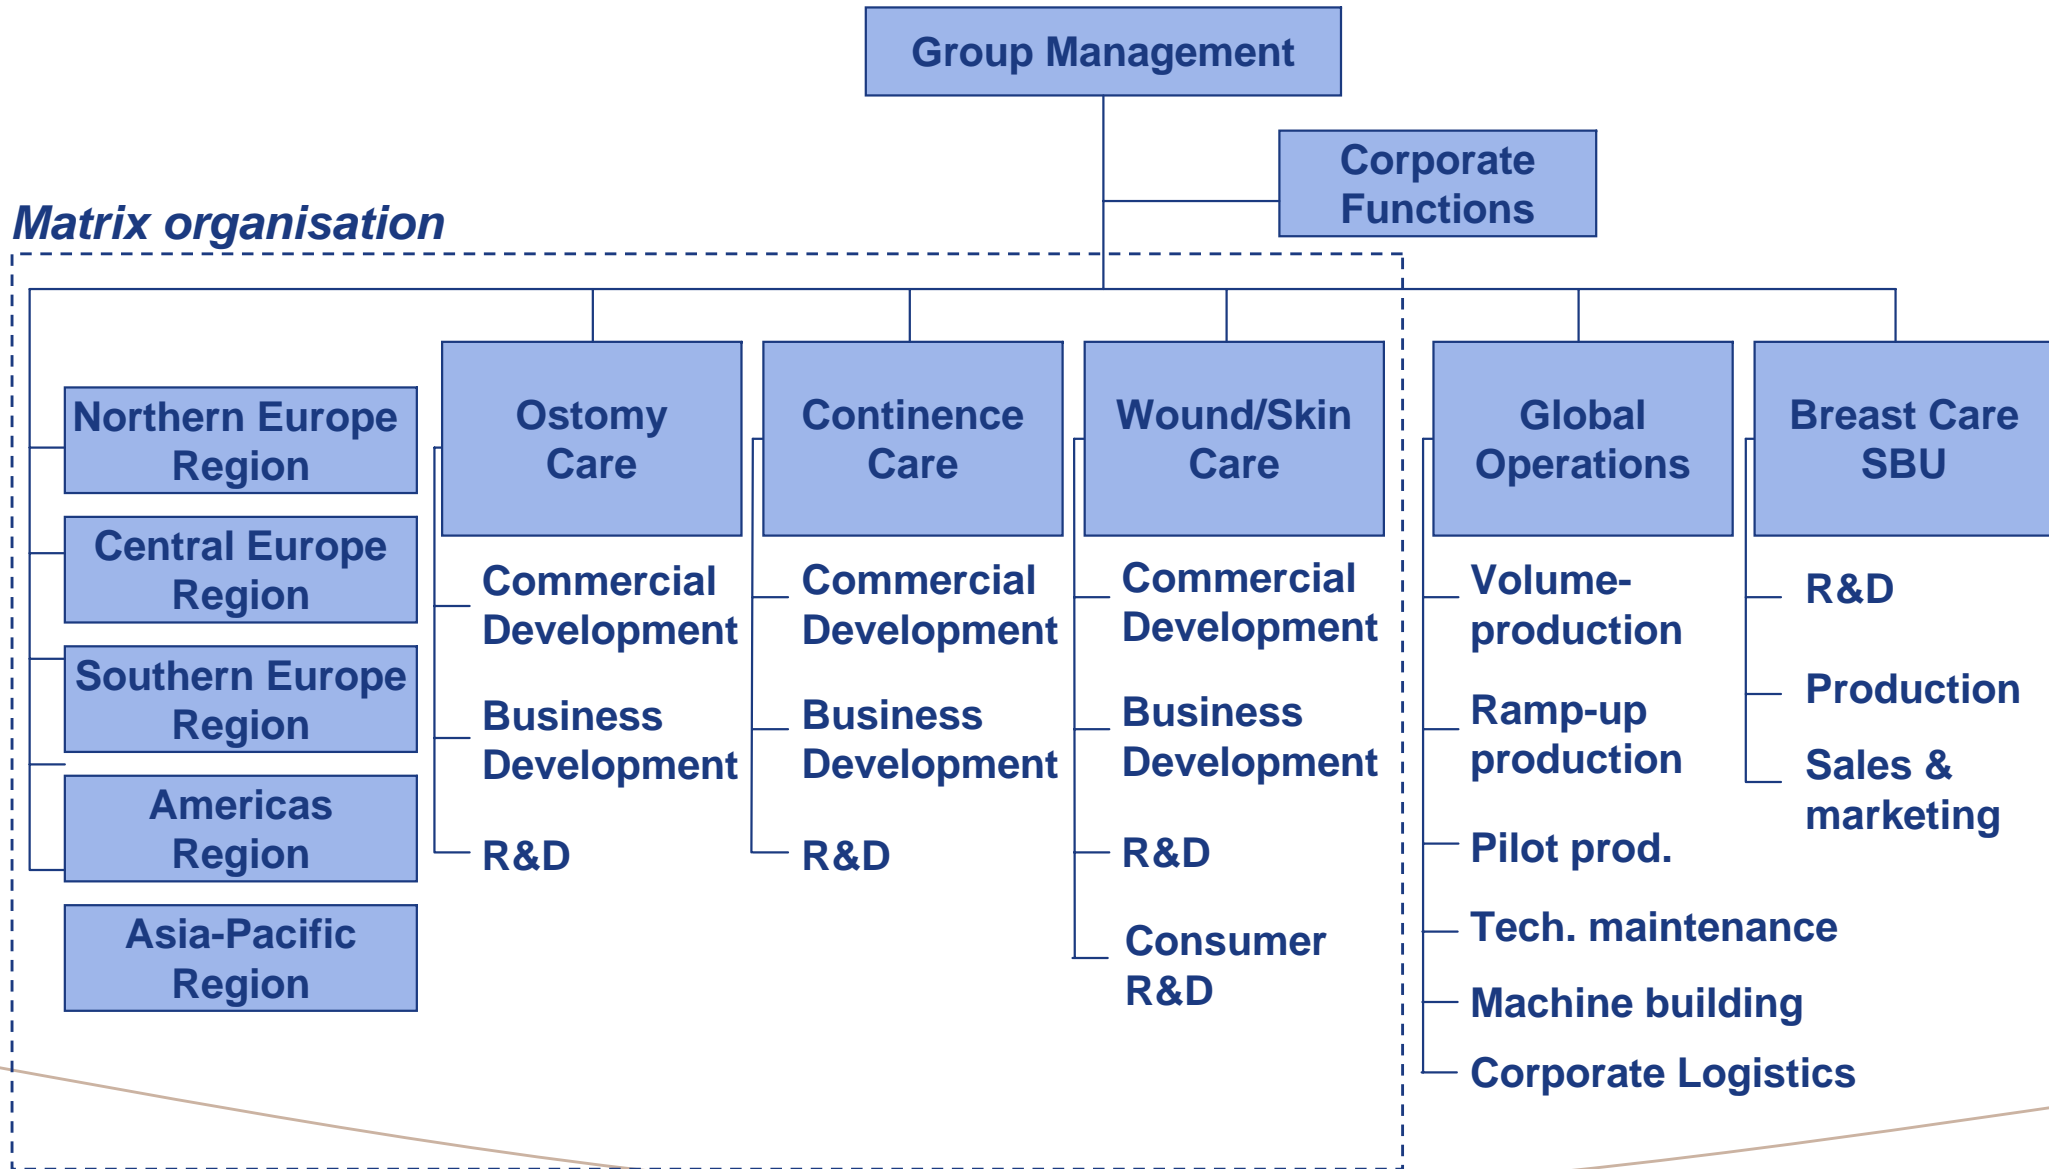 Group Management
Corporate
Functions
Matrix organisation
Northern Europe
Region
Central Europe
Region
Southern Europe
Region
Americas
Region
Asia-Pacific
Region
Ostomy
Care
Commercial
Development
Business
Development
R&D
Continence
Care
Commercial
Development
Business
Development
R&D
Wound/Skin
Care
Commercial
Development
Business
Development
R&D
Consumer
R&D
Global
Operations
Volume-
production
Ramp-up
production
Pilot prod.
Tech. maintenance
Machine building
Corporate Logistics
Breast Care
SBU
R&D
Production
Sales &
marketing